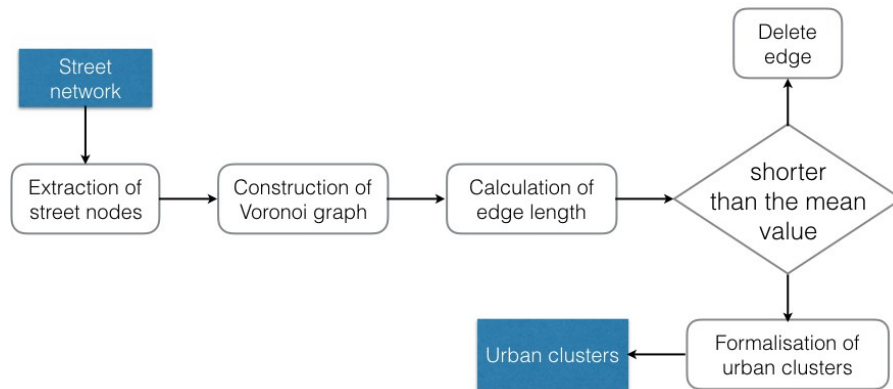 Street
network
Extraction of
street nodes
Construction of
Voronoi graph
Calculation of
edge length
shorter
than the mean
value
Delete
edge
Formalisation of
urban clusters
Urban clusters